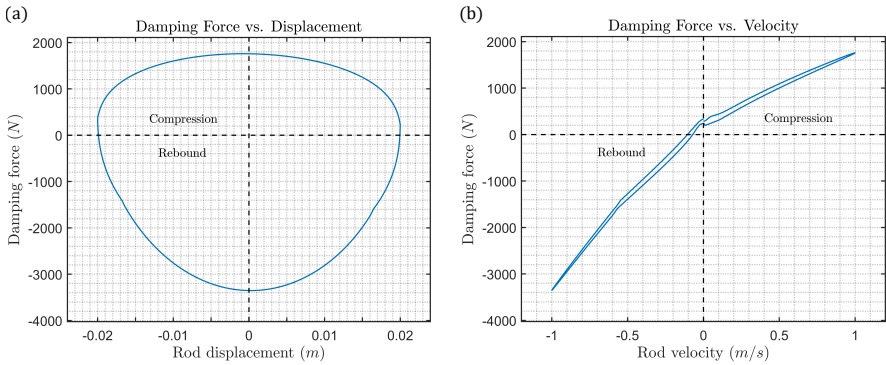 (a)
Damping Force vs. Displacement
2000
1000
0
-1000
-2000
-3000
-4000
Damping force (N)
Compression
Rebound
-0.02
-0.01
0
0.01
0.02
Rod displacement (m)
(b)
Damping Force vs. Velocity
2000
1000
0
-1000
-2000
-3000
-4000
Damping force (N)
Compression
Rebound
-1
-0.5
0
0.5
1
Rod velocity (m/s)